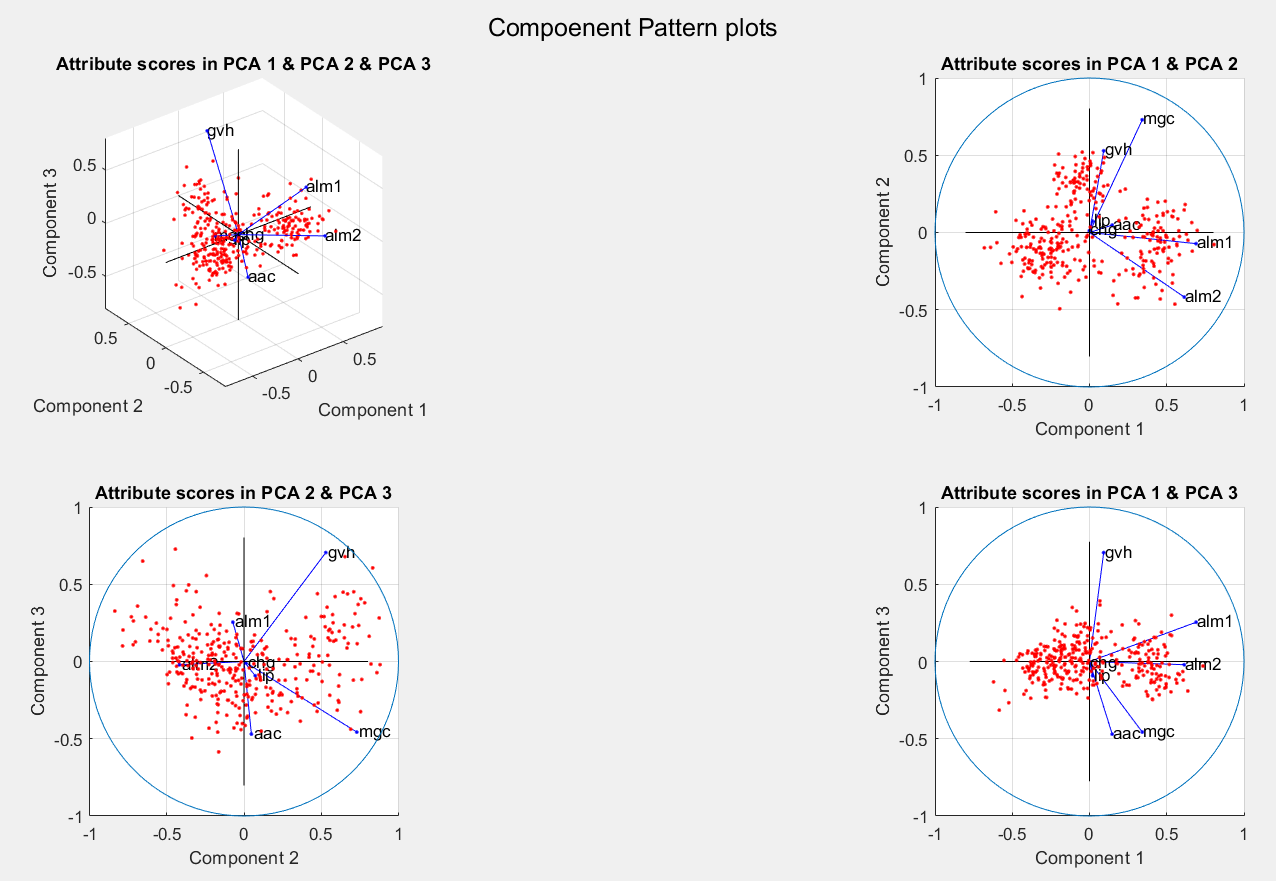 Compoenent Pattern plots
Attribute scores in PCA 1 & PCA 2 & PCA 3
gvh
alm1
alm2
chg
lip
aac
0.5
0
-0.5
Component 3
0.5
0
-0.5
Component 2
-0.5
0
0.5
Component 1
Attribute scores in PCA 1 & PCA 2
mgc
gvh
lip
aac
chg
alm1
alm2
1
0.5
0
-0.5
-1
Component 2
-1
-0.5
0
0.5
1
Component 1
Attribute scores in PCA 2 & PCA 3
gvh
alm1
alm2
chg
lip
aac
mgc
1
0.5
0
-0.5
-1
Component 3
-1
-0.5
0
0.5
1
Component 2
Attribute scores in PCA 1 & PCA 3
gvh
alm1
chg
alm2
lip
aac
mgc
1
0.5
0
-0.5
-1
Component 3
-1
-0.5
0
0.5
1
Component 1